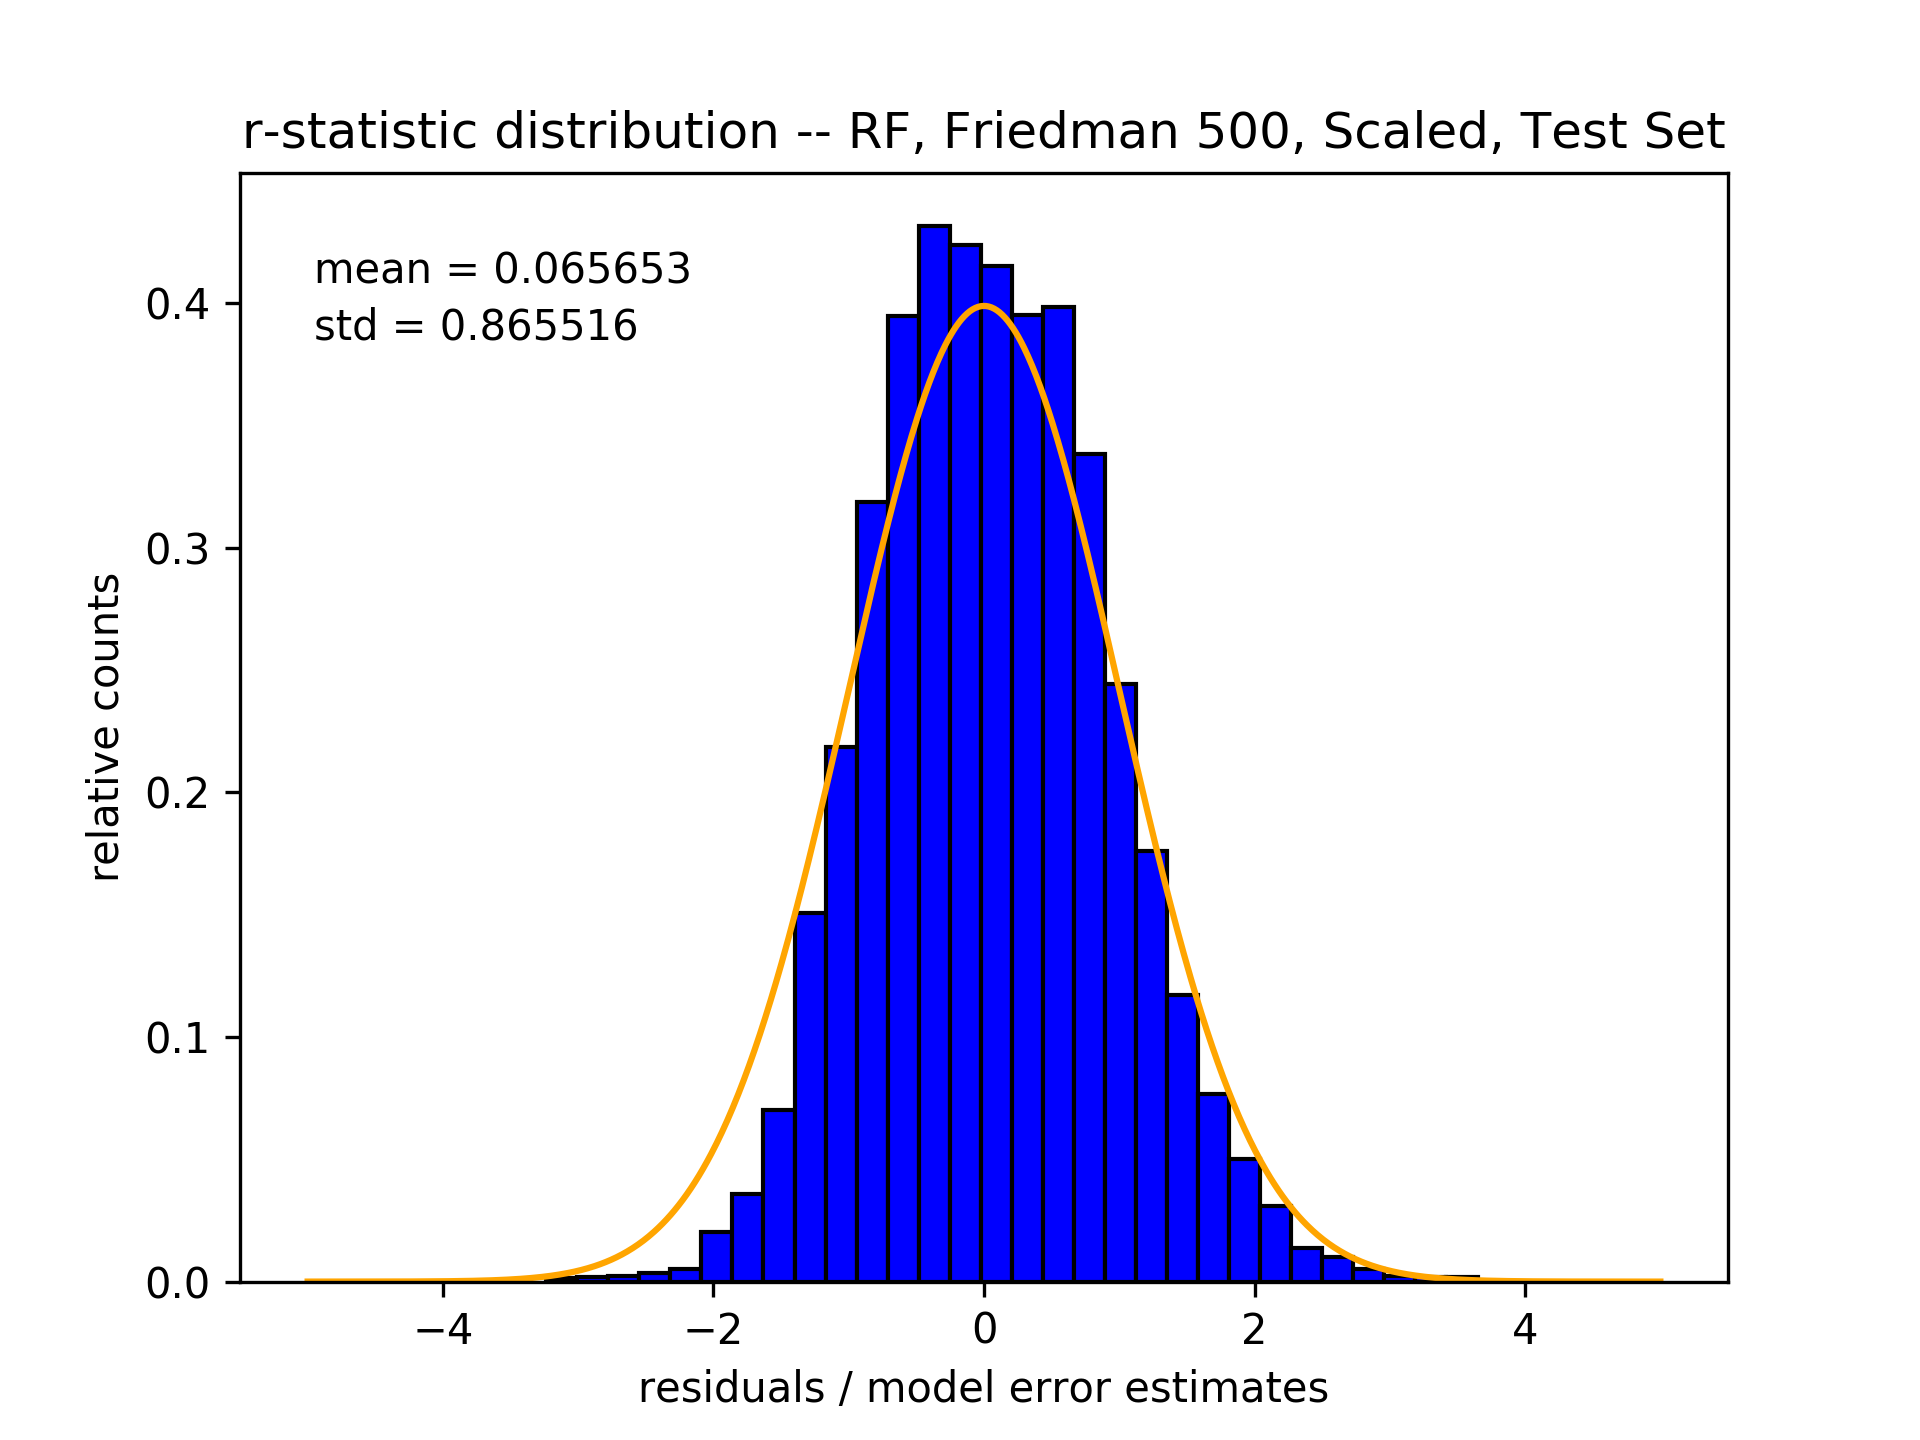 r-statistic distribution -- RF, Friedman 500, Scaled, Test Set
mean = 0.065653
std = 0.865516
0.4
0.3
0.2
0.1
0.0
relative counts
−4
−2
0
2
4
residuals / model error estimates